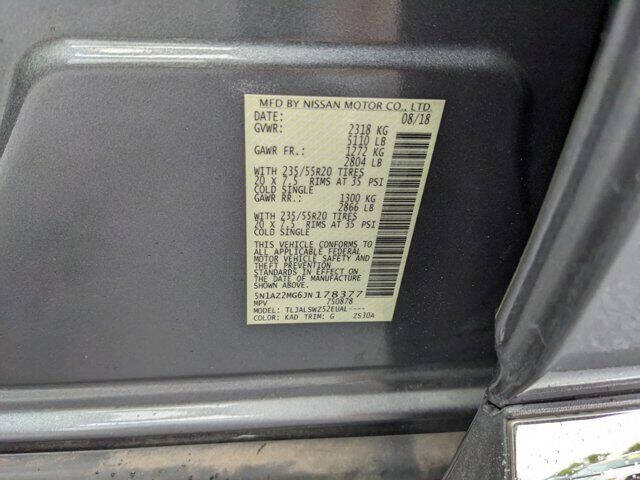 MFD BY NISSAN MOTOR CO., LTD.
DATE: 08/18
GVWR: 2318 KG
5110 LB
GAWR FR.: 1272 KG
2804 LB
WITH 235/55R20 TIRES
20 X 7.5 RIMS AT 35 PSI
COLD SINGLE
GAWR RR.: 1300 KG
2866 LB
WITH 235/55R20 TIRES
20 X 7.5 RIMS AT 35 PSI
COLD SINGLE
THIS VEHICLE CONFORMS TO
ALL APPLICABLE FEDERAL
MOTOR VEHICLE SAFETY AND
THEFT PREVENTION
STANDARDS IN EFFECT ON
THE DATE OF MANUFACTURE
SHOWN ABOVE.
5N1AZ2MG6JN178377
MPV 750878
MODEL: TLJALSWZ5ZEUAL----
COLOR: KAD TRIM: G ZS30A